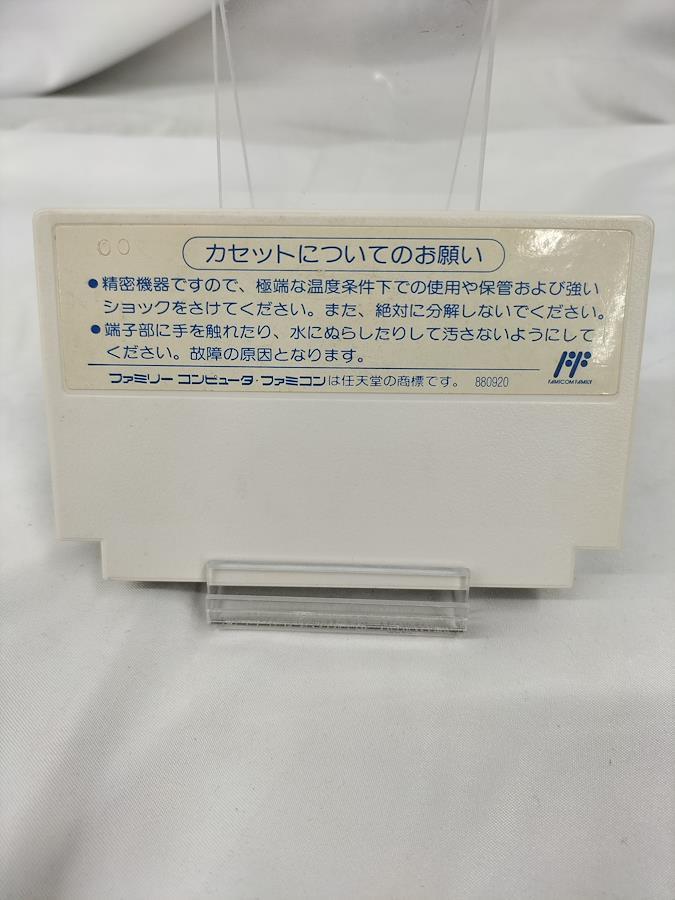 00
カセットについてのお願い
●精密機器ですので、極端な温度条件下での使用や保管および強い
ショックをさけてください。また、絶対に分解しないでください。
●端子部に手を触れたり、水にぬらしたりして汚さないようにして
ください。故障の原因となります。
ファミリー コンピュータ・ファミコンは任天堂の商標です。 880920
FAMICOM FAMILY